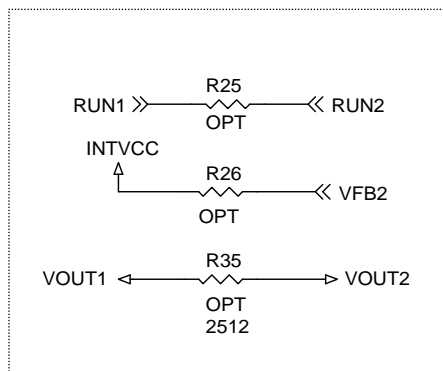 R25
RUN1 RUN2
OPT
INTVCC
R26
VFB2
OPT
R35
VOUT1 VOUT2
OPT
2512